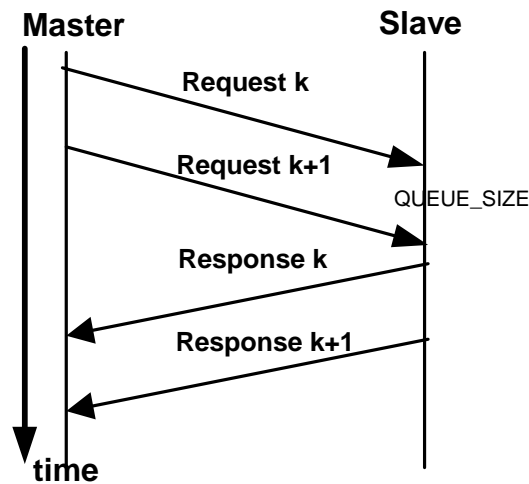 Master
Slave
Request k
Request k+1
QUEUE_SIZE
Response k
Response k+1
time